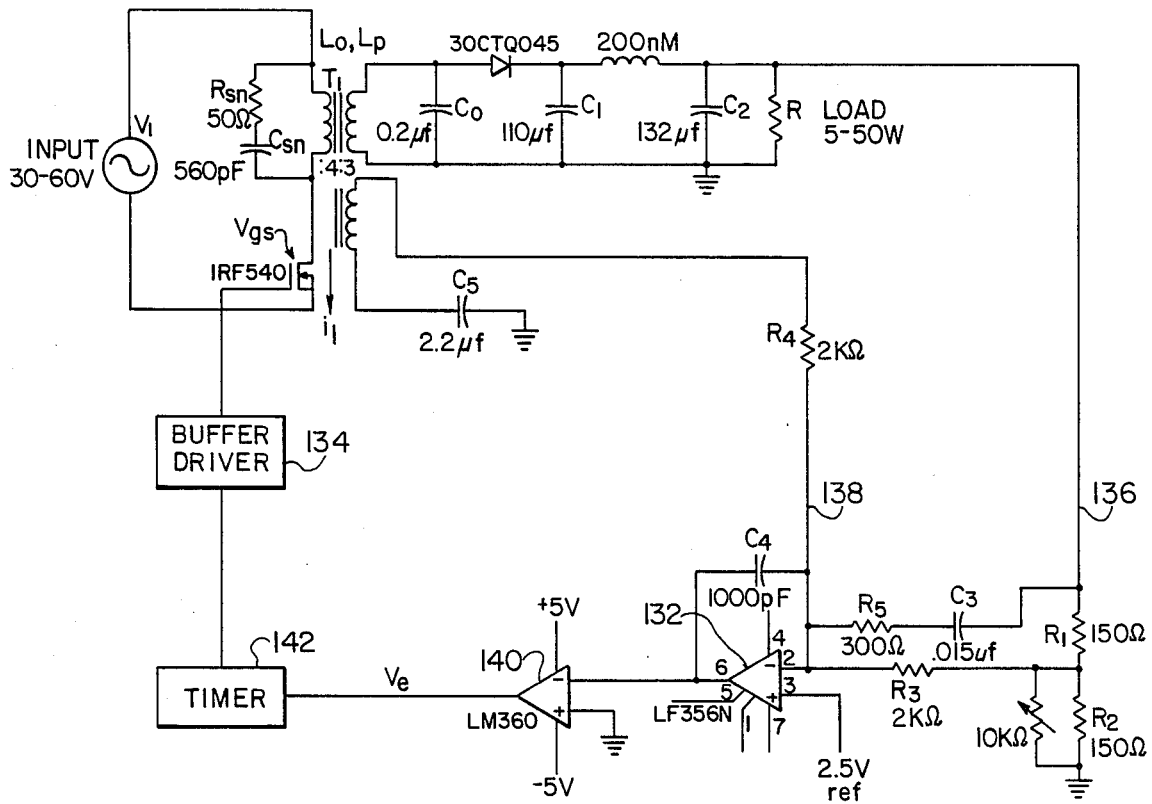 Lo, Lp
30CTQ045
200nM
T1
Rsn
50Ω
V1
INPUT
30-60V
Csn
560pF
Co
0.2μf
C1
110μf
C2
132μf
R
LOAD
5-50W
:4:3
Vgs
IRF540
i1
C5
2.2μf
R4
2KΩ
BUFFER
DRIVER
134
138
136
C4
1000pF
132
R5
300Ω
C3
.015uf
R1
150Ω
+5V
142
TIMER
Ve
140
LM360
-5V
4
6
2
5
3
LF356N
1
7
R3
2KΩ
10KΩ
R2
150Ω
2.5V
ref